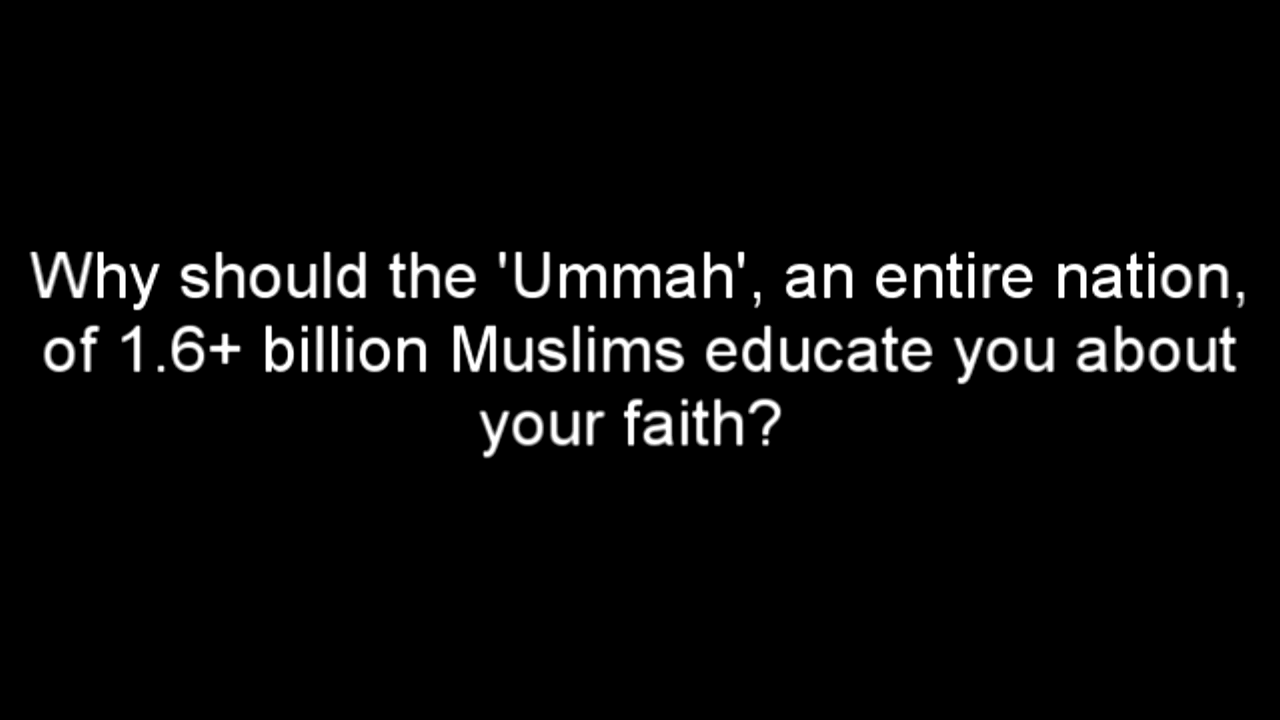 Why should the 'Ummah', an entire nation,
of 1.6+ billion Muslims educate you about
your faith?